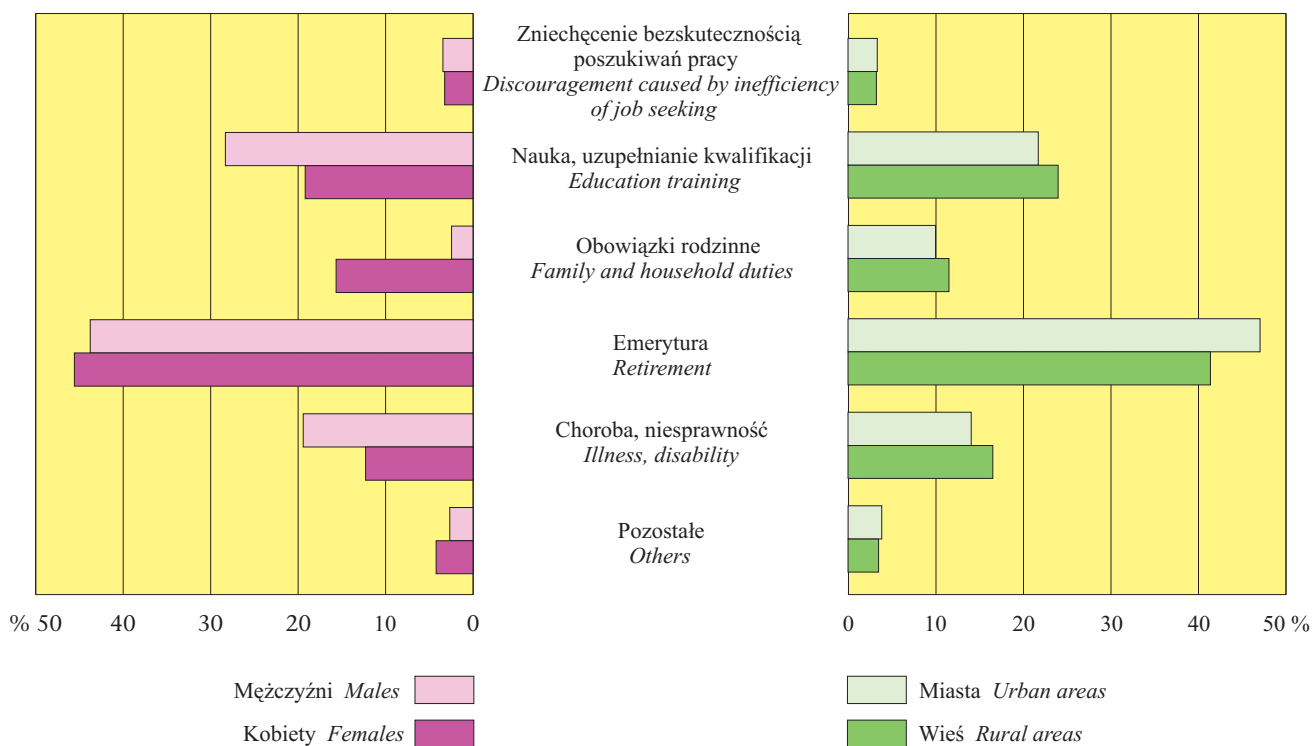 Zniechęcenie bezskutecznością
poszukiwań pracy
Discouragement caused by inefficiency
of job seeking
Nauka, uzupełnianie kwalifikacji
Education training
Obowiązki rodzinne
Family and household duties
Emerytura
Retirement
Choroba, niesprawność
Illness, disability
Pozostałe
Others
% 50 40 30 20 10 0
0 10 20 30 40 50 %
Mężczyźni Males
Kobiety Females
Miasta Urban areas
Wieś Rural areas